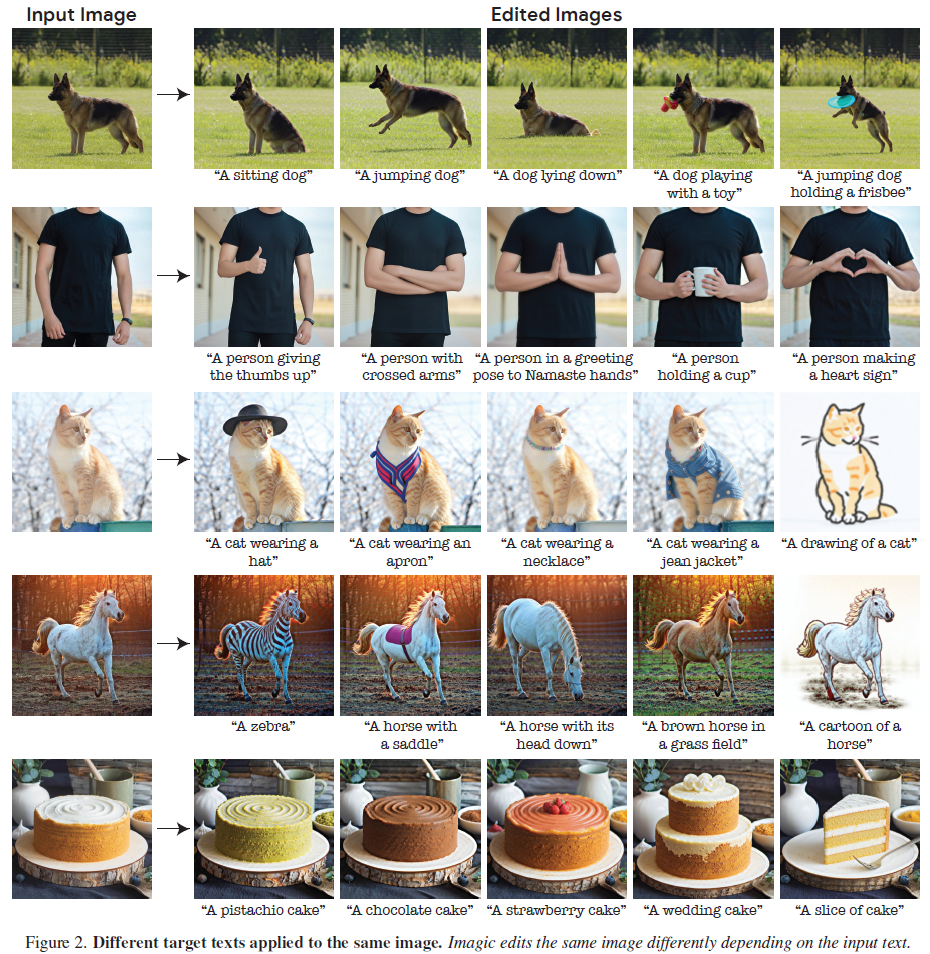 Input Image
Edited Images
“A sitting dog”
“A jumping dog”
“A dog lying down”
“A dog playing
with a toy”
“A jumping dog
holding a frisbee”
“A person giving
the thumbs up”
“A person with
crossed arms”
“A person in a greeting
pose to Namaste hands”
“A person
holding a cup”
“A person making
a heart sign”
“A cat wearing a
hat”
“A cat wearing an
apron”
“A cat wearing a
necklace”
“A cat wearing a
jean jacket”
“A drawing of a cat”
“A zebra”
“A horse with
a saddle”
“A horse with its
head down”
“A brown horse in
a grass field”
“A cartoon of a
horse”
“A pistachio cake”
“A chocolate cake”
“A strawberry cake”
“A wedding cake”
“A slice of cake”
Figure 2. Different target texts applied to the same image. Imagic edits the same image differently depending on the input text.